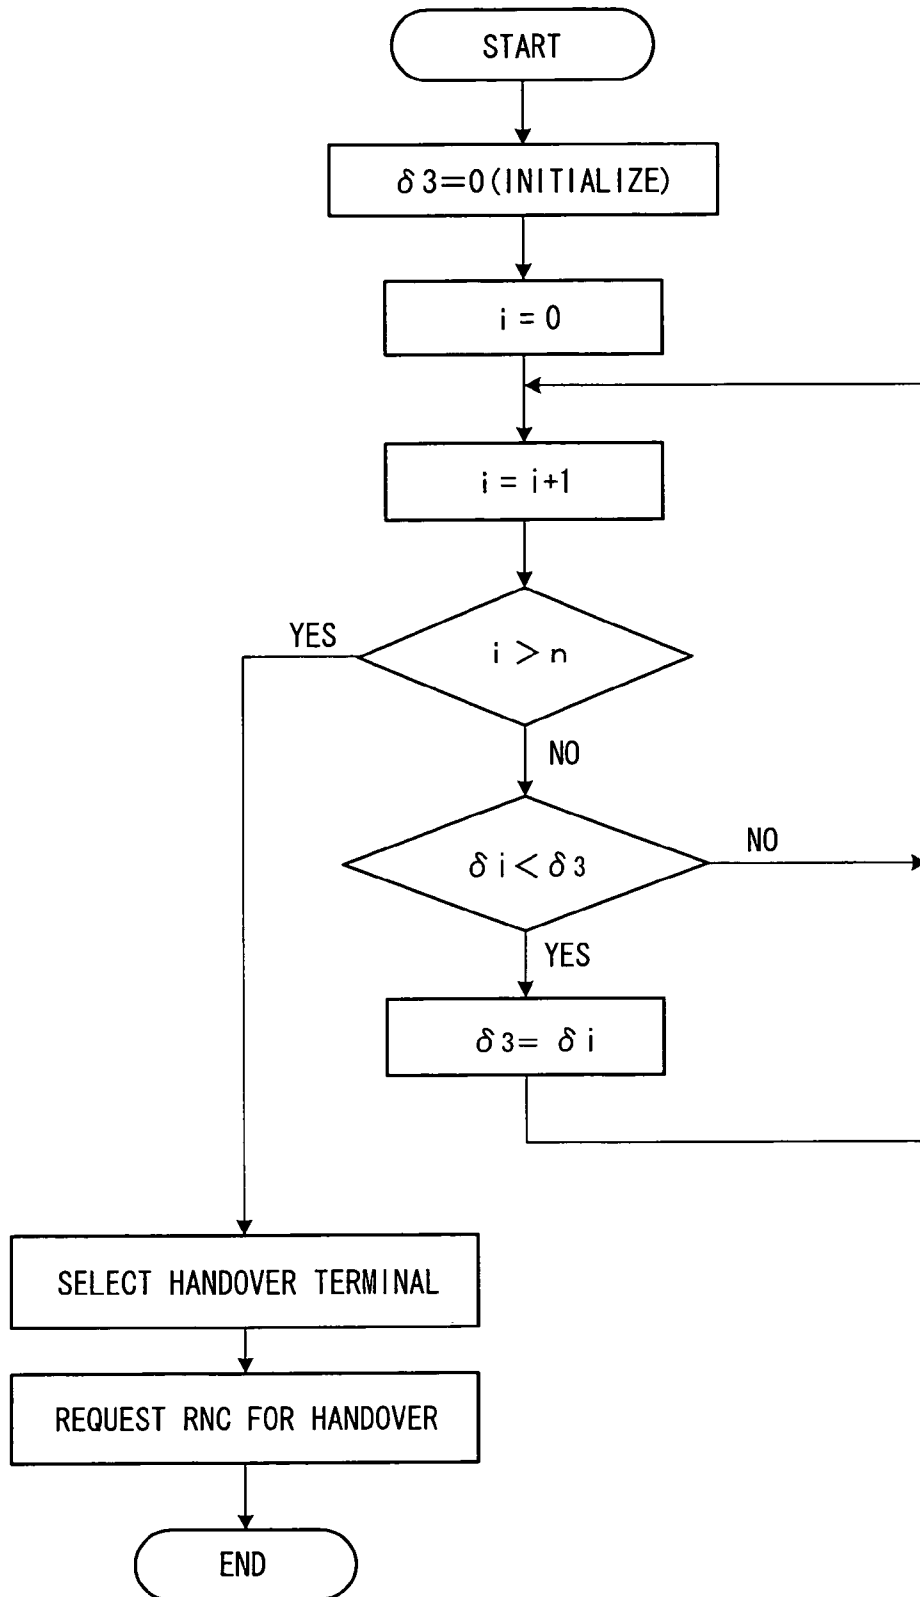 START
δ3=0(INITIALIZE)
i = 0
i = i+1
YES
i > n
NO
δi < δ3
NO
YES
δ3= δi
SELECT HANDOVER TERMINAL
REQUEST RNC FOR HANDOVER
END